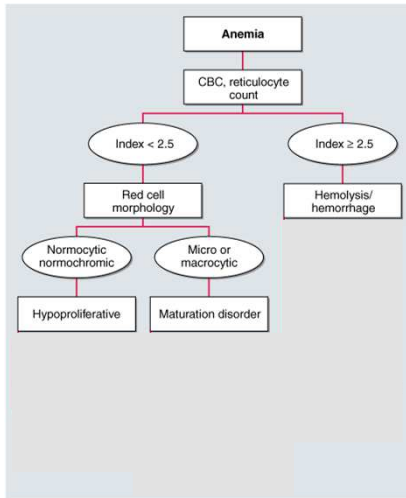 Anemia
CBC, reticulocyte
count
Index < 2.5
Index ≥ 2.5
Red cell
morphology
Hemolysis/
hemorrhage
Normocytic
normochromic
Micro or
macrocytic
Hypoproliferative
Maturation disorder